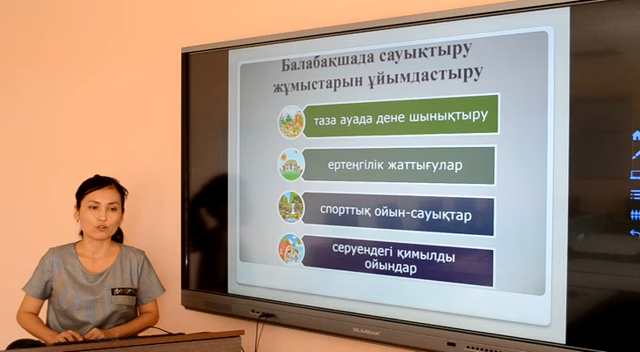 Балабақшада сауықтыру
жұмыстарын ұйымдастыру
таза ауада дене шынықтыру
ертеңгілік жаттығулар
спорттық ойын-сауықтар
серуендегі қимылды
ойындар